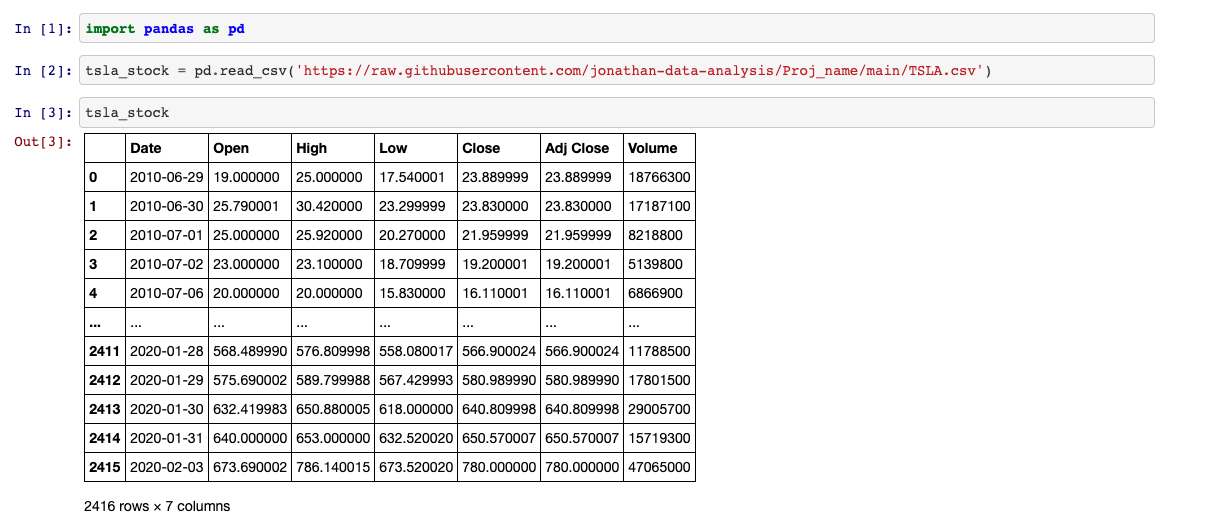 In [1]: import pandas as pd
In [2]: tsla_stock = pd.read_csv('https://raw.githubusercontent.com/jonathan-data-analysis/Proj_name/main/TSLA.csv')
In [3]: tsla_stock
Out[3]:
Date Open High Low Close Adj Close Volume
0 2010-06-29 19.000000 25.000000 17.540001 23.889999 23.889999 18766300
1 2010-06-30 25.790001 30.420000 23.299999 23.830000 23.830000 17187100
2 2010-07-01 25.000000 25.920000 20.270000 21.959999 21.959999 8218800
3 2010-07-02 23.000000 23.100000 18.709999 19.200001 19.200001 5139800
4 2010-07-06 20.000000 20.000000 15.830000 16.110001 16.110001 6866900
... ... ... ... ... ... ... ...
2411 2020-01-28 568.489990 576.809998 558.080017 566.900024 566.900024 11788500
2412 2020-01-29 575.690002 589.799988 567.429993 580.989990 580.989990 17801500
2413 2020-01-30 632.419983 650.880005 618.000000 640.809998 640.809998 29005700
2414 2020-01-31 640.000000 653.000000 632.520020 650.570007 650.570007 15719300
2415 2020-02-03 673.690002 786.140015 673.520020 780.000000 780.000000 47065000
2416 rows × 7 columns